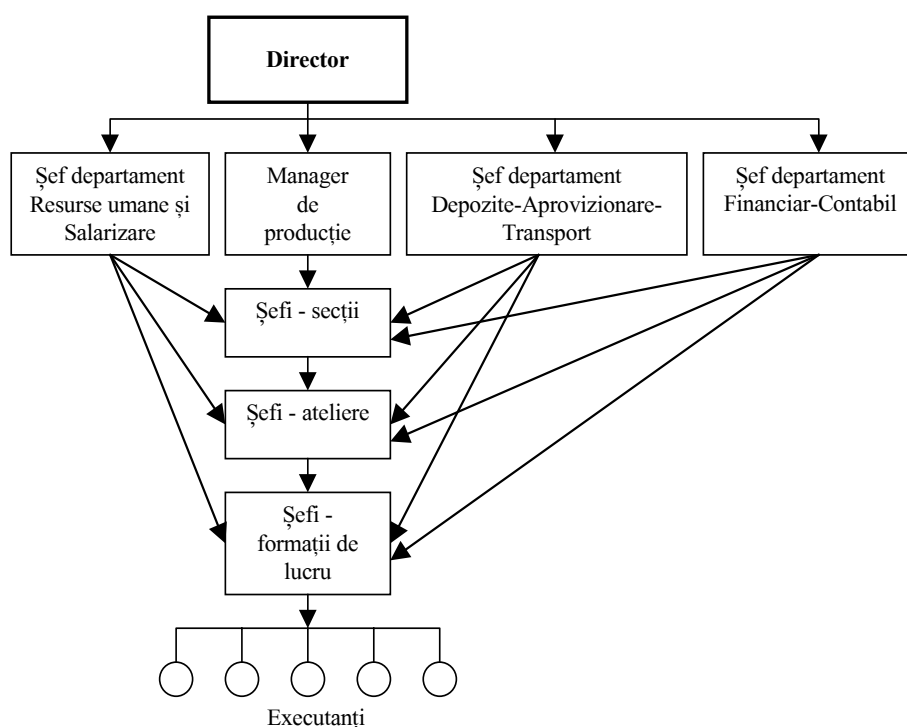 Director
Șef departament
Resurse umane și
Salarizare
Manager
de
producție
Șef departament
Depozite-Aprovizionare-
Transport
Șef departament
Financiar-Contabil
Șefi - secții
Șefi - ateliere
Șefi -
formații de
lucru
Executanți